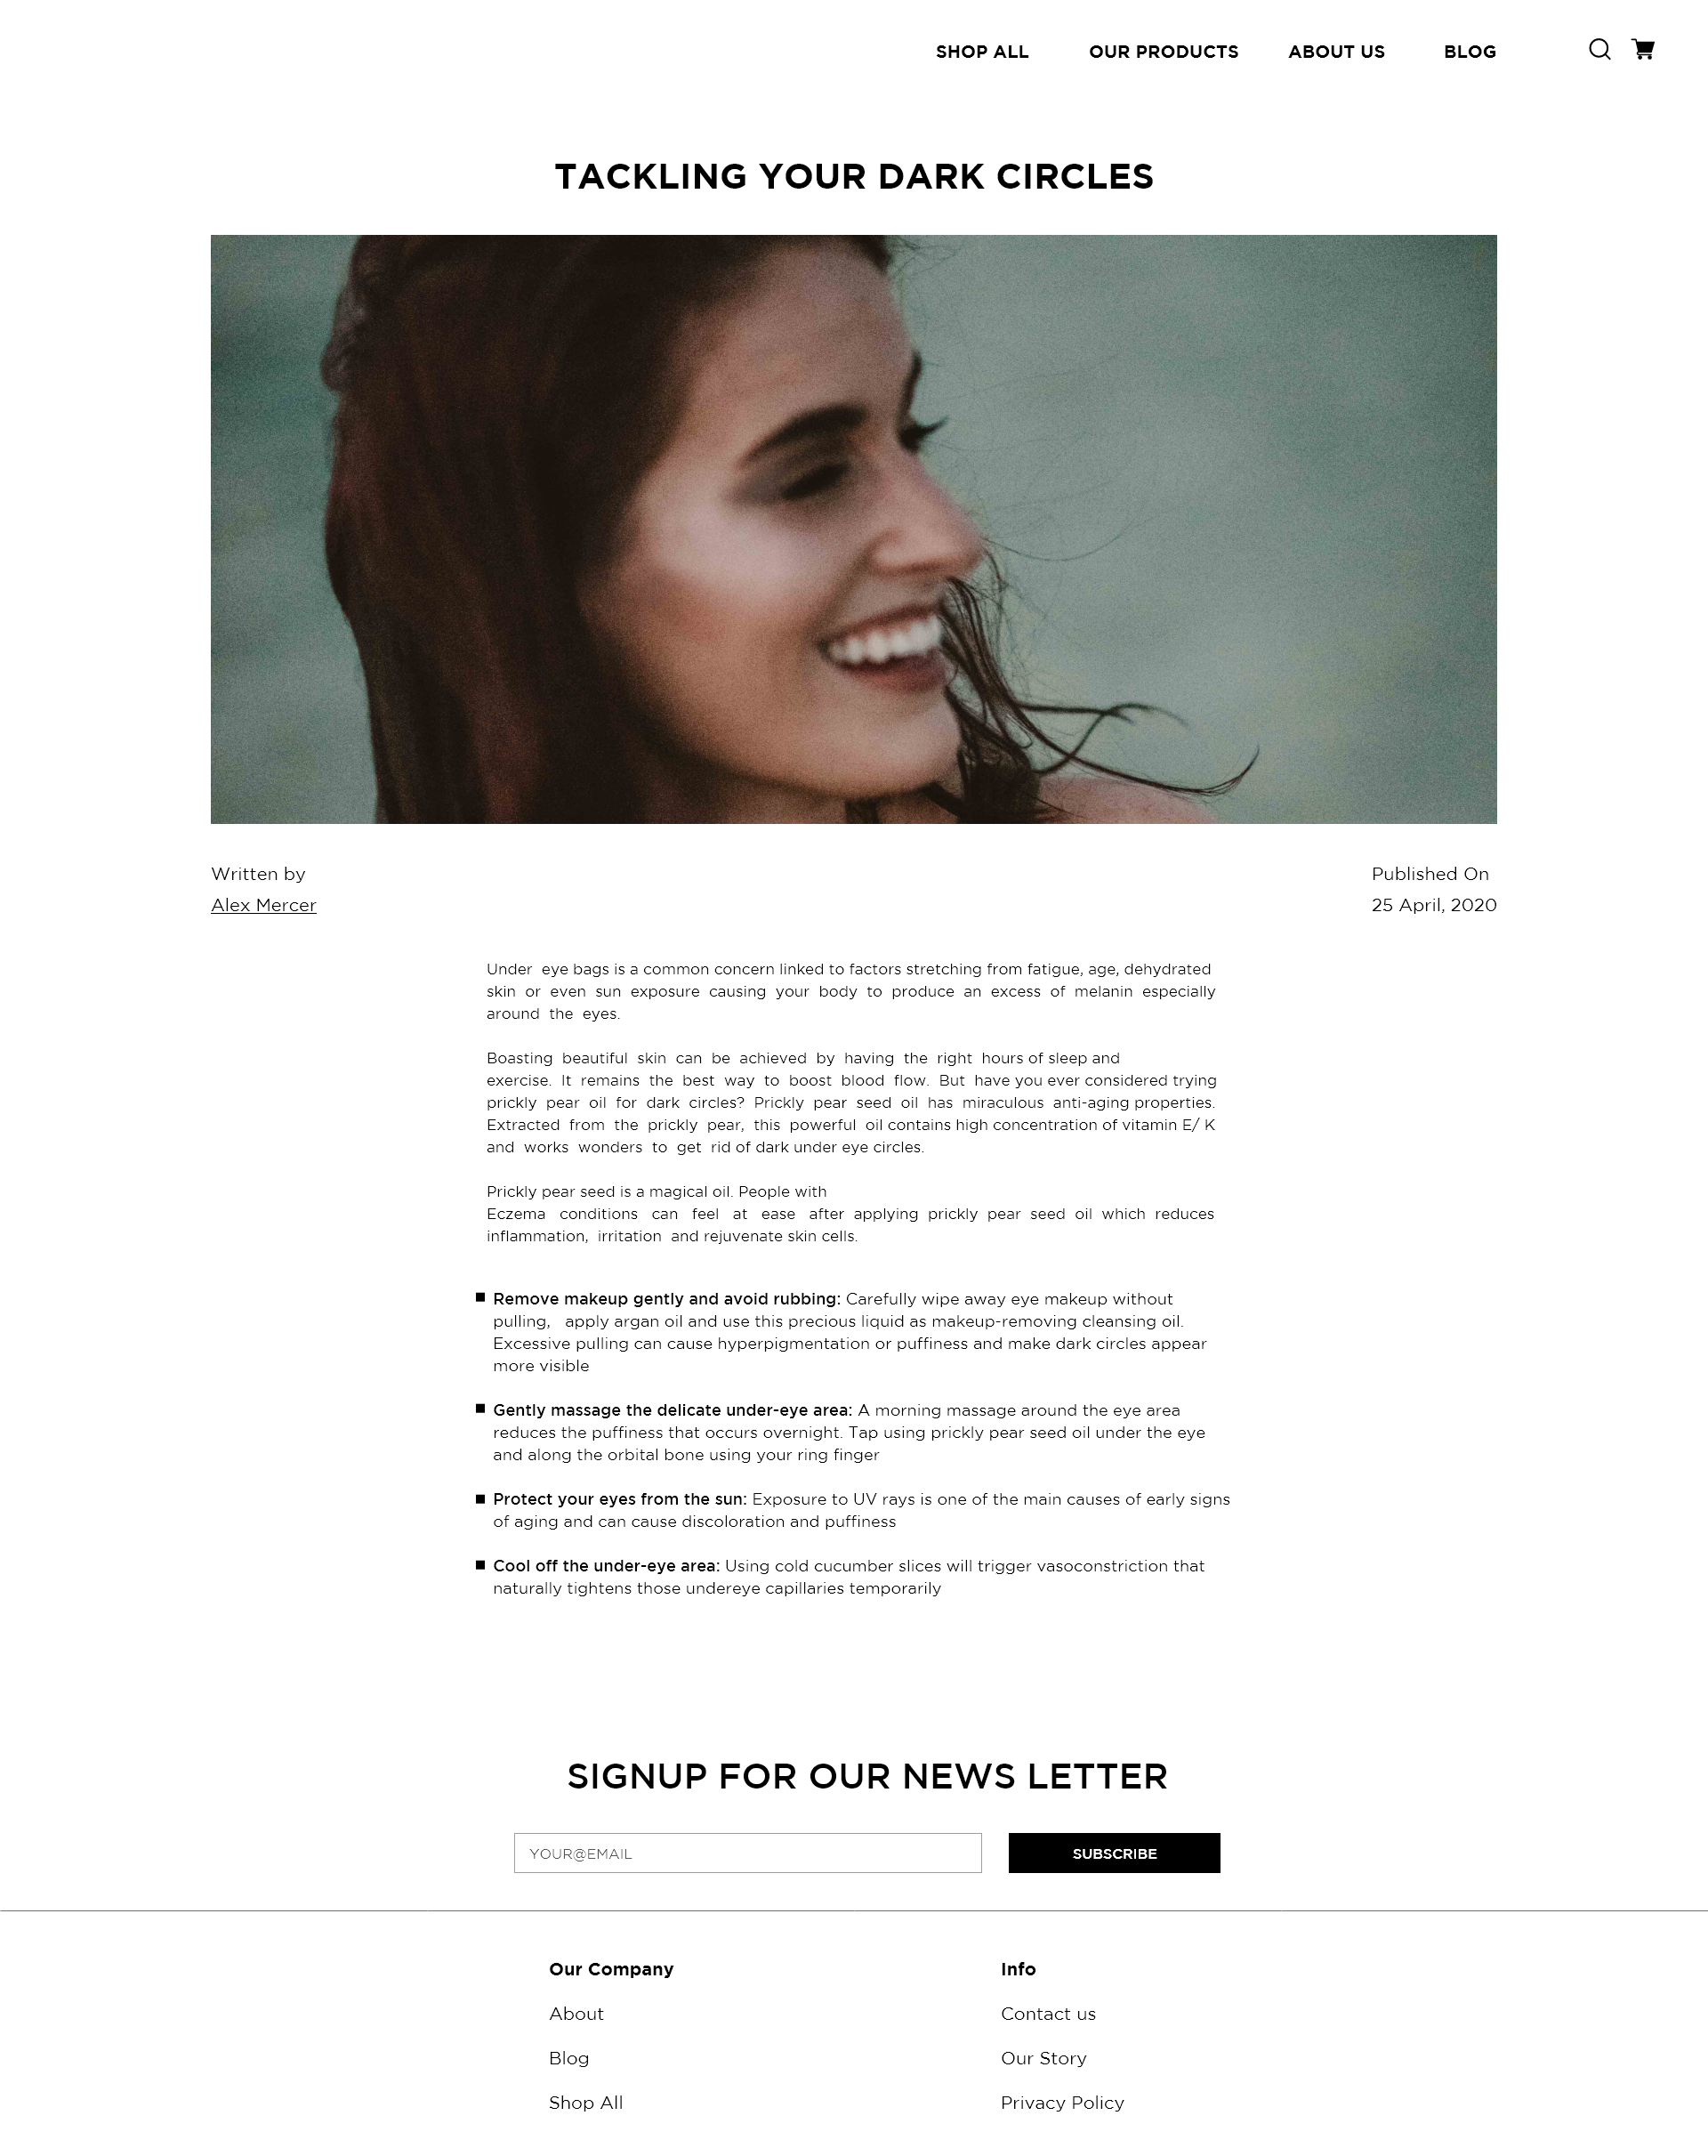 SHOP ALL OUR PRODUCTS ABOUT US BLOG
TACKLING YOUR DARK CIRCLES
Written by
Alex Mercer
Published On
25 April, 2020
Under eye bags is a common concern linked to factors stretching from fatigue, age, dehydrated
skin or even sun exposure causing your body to produce an excess of melanin especially
around the eyes.
Boasting beautiful skin can be achieved by having the right hours of sleep and
exercise. It remains the best way to boost blood flow. But have you ever considered trying
prickly pear oil for dark circles? Prickly pear seed oil has miraculous anti-aging properties.
Extracted from the prickly pear, this powerful oil contains high concentration of vitamin E/ K
and works wonders to get rid of dark under eye circles.
Prickly pear seed is a magical oil. People with
Eczema conditions can feel at ease after applying prickly pear seed oil which reduces
inflammation, irritation and rejuvenate skin cells.
Remove makeup gently and avoid rubbing: Carefully wipe away eye makeup without
pulling, apply argan oil and use this precious liquid as makeup-removing cleansing oil.
Excessive pulling can cause hyperpigmentation or puffiness and make dark circles appear
more visible
Gently massage the delicate under-eye area: A morning massage around the eye area
reduces the puffiness that occurs overnight. Tap using prickly pear seed oil under the eye
and along the orbital bone using your ring finger
Protect your eyes from the sun: Exposure to UV rays is one of the main causes of early signs
of aging and can cause discoloration and puffiness
Cool off the under-eye area: Using cold cucumber slices will trigger vasoconstriction that
naturally tightens those undereye capillaries temporarily
SIGNUP FOR OUR NEWS LETTER
YOUR@EMAIL
SUBSCRIBE
Our Company
About
Blog
Shop All
Info
Contact us
Our Story
Privacy Policy